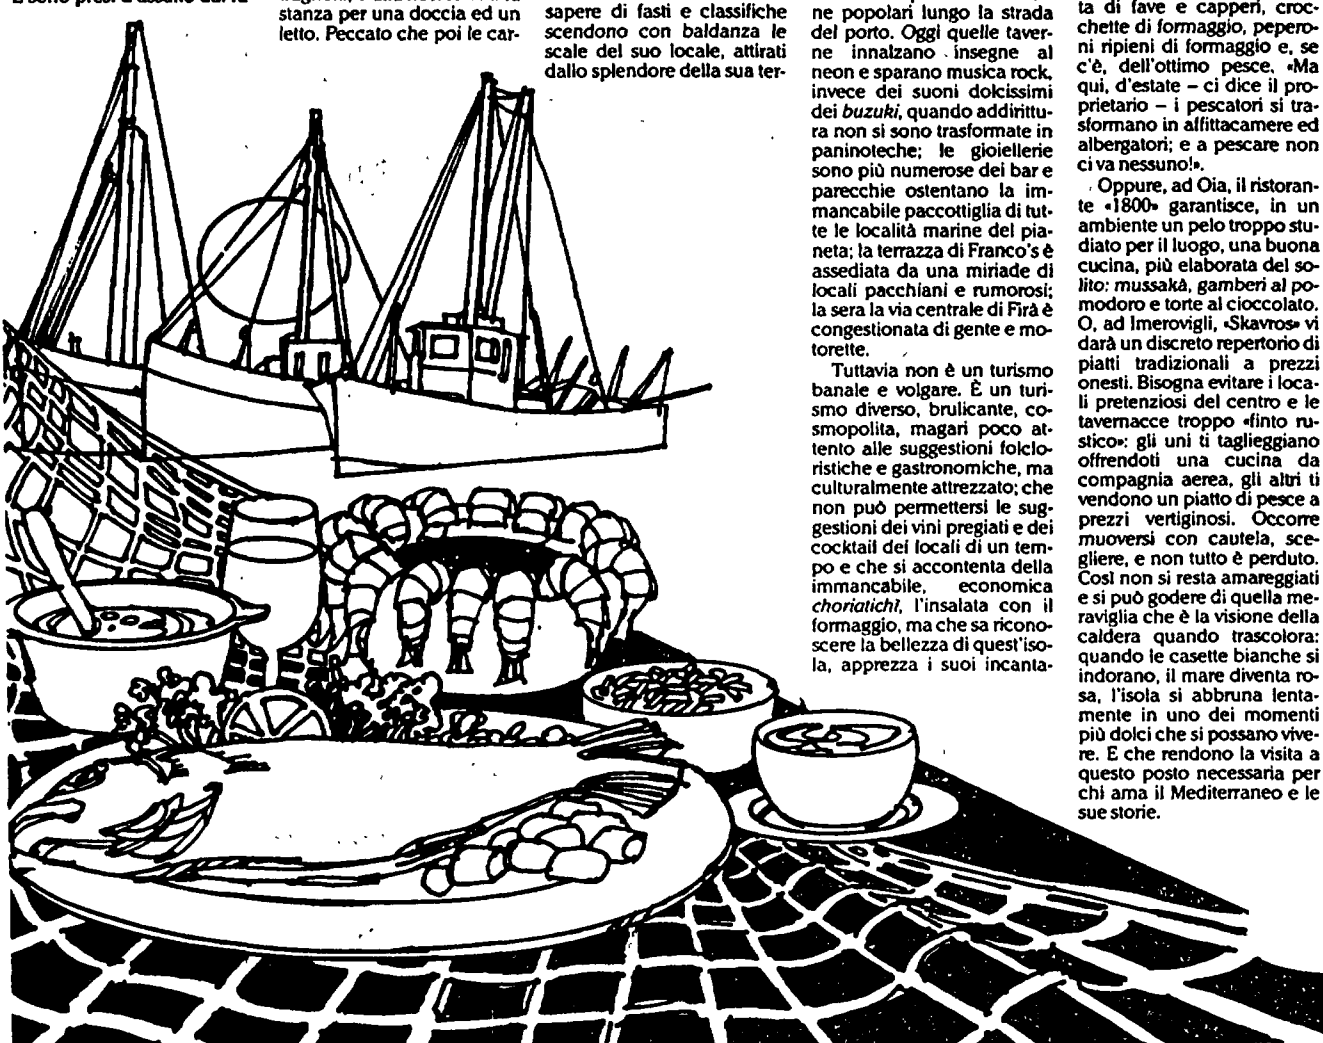 stanza per una doccia ed un
letto. Peccato che poi le car-
sapere di fasti e classifiche
scendono con baldanza le
scale del suo locale, attirati
dallo splendore della sua ter-
ne popolari lungo la strada
del porto. Oggi quelle taver-
ne innalzano insegne al
neon e sparano musica rock,
invece dei suoni dolcissimi
dei buzuki, quando addirittu-
ra non si sono trasformate in
paninoteche; le gioiellerie
sono più numerose dei bar e
parecchie ostentano la im-
mancabile paccottiglia di tut-
te le località marine del pia-
neta; la terrazza di Franco's è
assediata da una miriade di
locali pacchiani e rumorosi;
la sera la via centrale di Firà è
congestionata di gente e mo-
torette.
Tuttavia non è un turismo
banale e volgare. È un turi-
smo diverso, brulicante, co-
smopolita, magari poco at-
tento alle suggestioni folclo-
ristiche e gastronomiche, ma
culturalmente attrezzato; che
non può permettersi le sug-
gestioni dei vini pregiati e dei
cocktail dei locali di un tem-
po e che si accontenta della
immancabile, economica
choriatichì, l'insalata con il
formaggio, ma che sa ricono-
scere la bellezza di quest'iso-
la, apprezza i suoi incanta-
ta di fave e capperi, croc-
chette di formaggio, pepero-
ni ripieni di formaggio e, se
c'è, dell'ottimo pesce. «Ma
qui, d'estate – ci dice il pro-
prietario – i pescatori si tra-
sformano in affittacamere ed
albergatori; e a pescare non
ci va nessuno!».
Oppure, ad Oia, il ristoran-
te «1800» garantisce, in un
ambiente un pelo troppo stu-
diato per il luogo, una buona
cucina, più elaborata del so-
lito: mussakà, gamberi al po-
modoro e torte al cioccolato.
O, ad Imerovigli, «Skavros» vi
darà un discreto repertorio di
piatti tradizionali a prezzi
onesti. Bisogna evitare i loca-
li pretenziosi del centro e le
tavernacce troppo «finto ru-
stico»: gli uni ti taglieggiano
offrendoti una cucina da
compagnia aerea, gli altri ti
vendono un piatto di pesce a
prezzi vertiginosi. Occorre
muoversi con cautela, sce-
gliere, e non tutto è perduto.
Così non si resta amareggiati
e si può godere di quella me-
raviglia che è la visione della
caldera quando trascolora:
quando le casette bianche si
indorano, il mare diventa ro-
sa, l'isola si abbruna lenta-
mente in uno dei momenti
più dolci che si possano vive-
re. E che rendono la visita a
questo posto necessaria per
chi ama il Mediterraneo e le
sue storie.